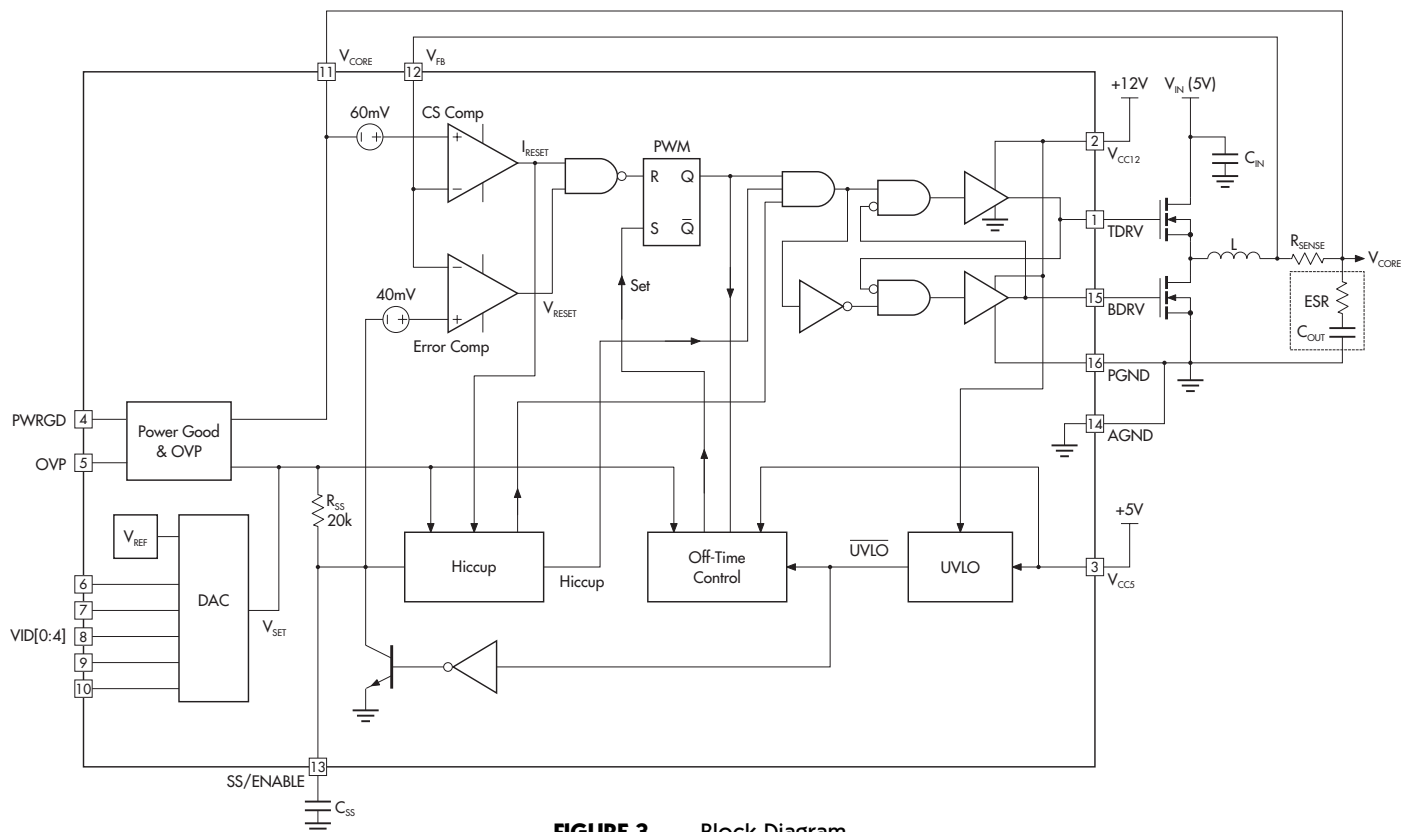 V_CORE
V_FB
11
12
+12V
V_IN (5V)
60mV
CS Comp
I_RESET
PWM
2
V_CC12
C_IN
+
−
R Q
S Q̅
1
TDRV
L
R_SENSE
V_CORE
Set
−
+
40mV
V_RESET
Error Comp
15
BDRV
ESR
C_OUT
16
PGND
PWRGD
4
Power Good
& OVP
OVP
5
14
AGND
R_SS
20k
+5V
V_REF
Hiccup
Hiccup
Off-Time
Control
U̅V̅L̅O̅
UVLO
3
V_CC5
6
7
VID[0:4]
8
9
10
DAC
V_SET
13
SS/ENABLE
C_SS
FIGURE 3 Block Diagram